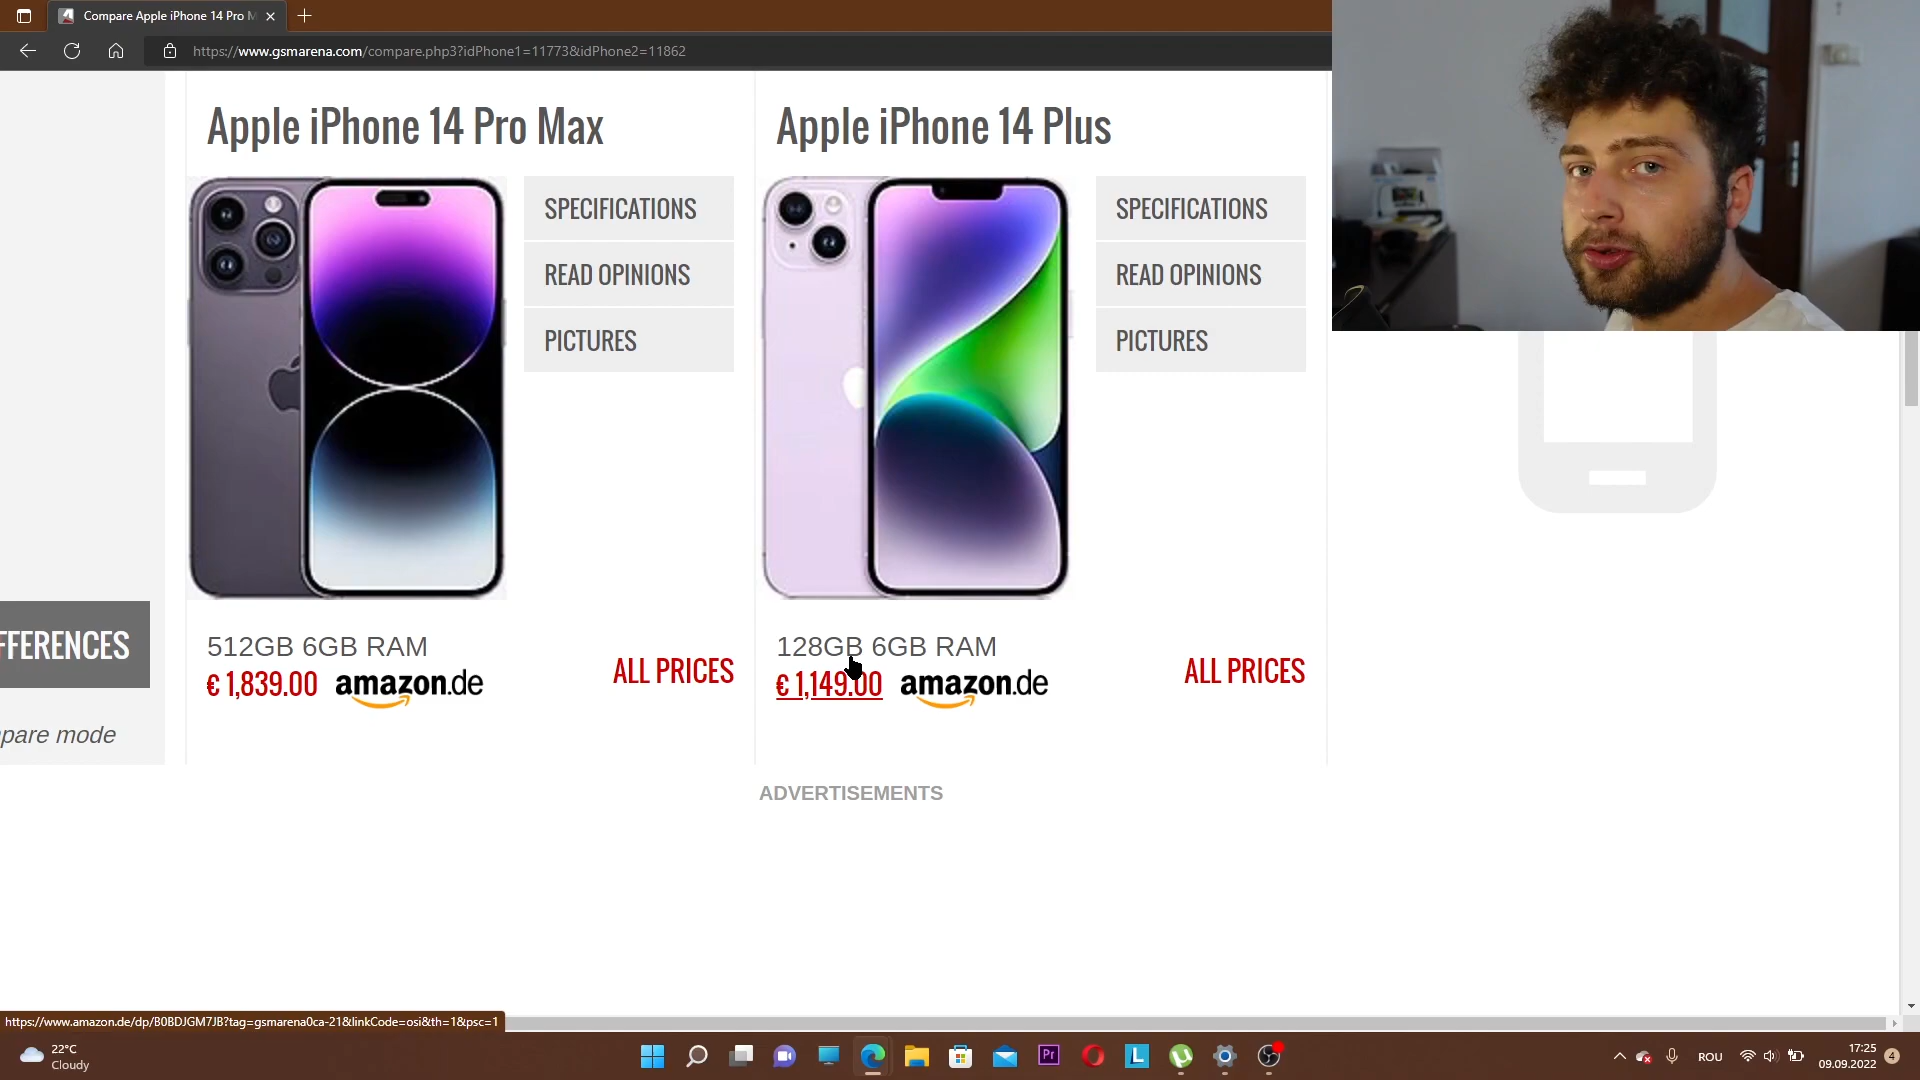 Compare Apple iPhone 14 Pro M
https://www.gsmarena.com/compare.php3?idPhone1=11773&idPhone2=11862
Apple iPhone 14 Pro Max
SPECIFICATIONS
READ OPINIONS
PICTURES
512GB 6GB RAM
€ 1,839.00 amazon.de
ALL PRICES
Apple iPhone 14 Plus
SPECIFICATIONS
READ OPINIONS
PICTURES
128GB 6GB RAM
€ 1,149.00 amazon.de
ALL PRICES
FFERENCES
pare mode
ADVERTISEMENTS
https://www.amazon.de/dp/B0BDJGM7JB?tag=gsmarena0ca-21&linkCode=osi&th=1&psc=1
22°C
Cloudy
Pr
L
ROU
17:25
09.09.2022
4